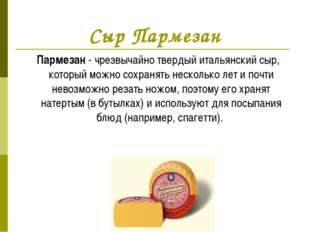 Сыр Пармезан
Пармезан - чрезвычайно твердый итальянский сыр,
который можно сохранять несколько лет и почти
невозможно резать ножом, поэтому его хранят
натертым (в бутылках) и используют для посыпания
блюд (например, спагетти).